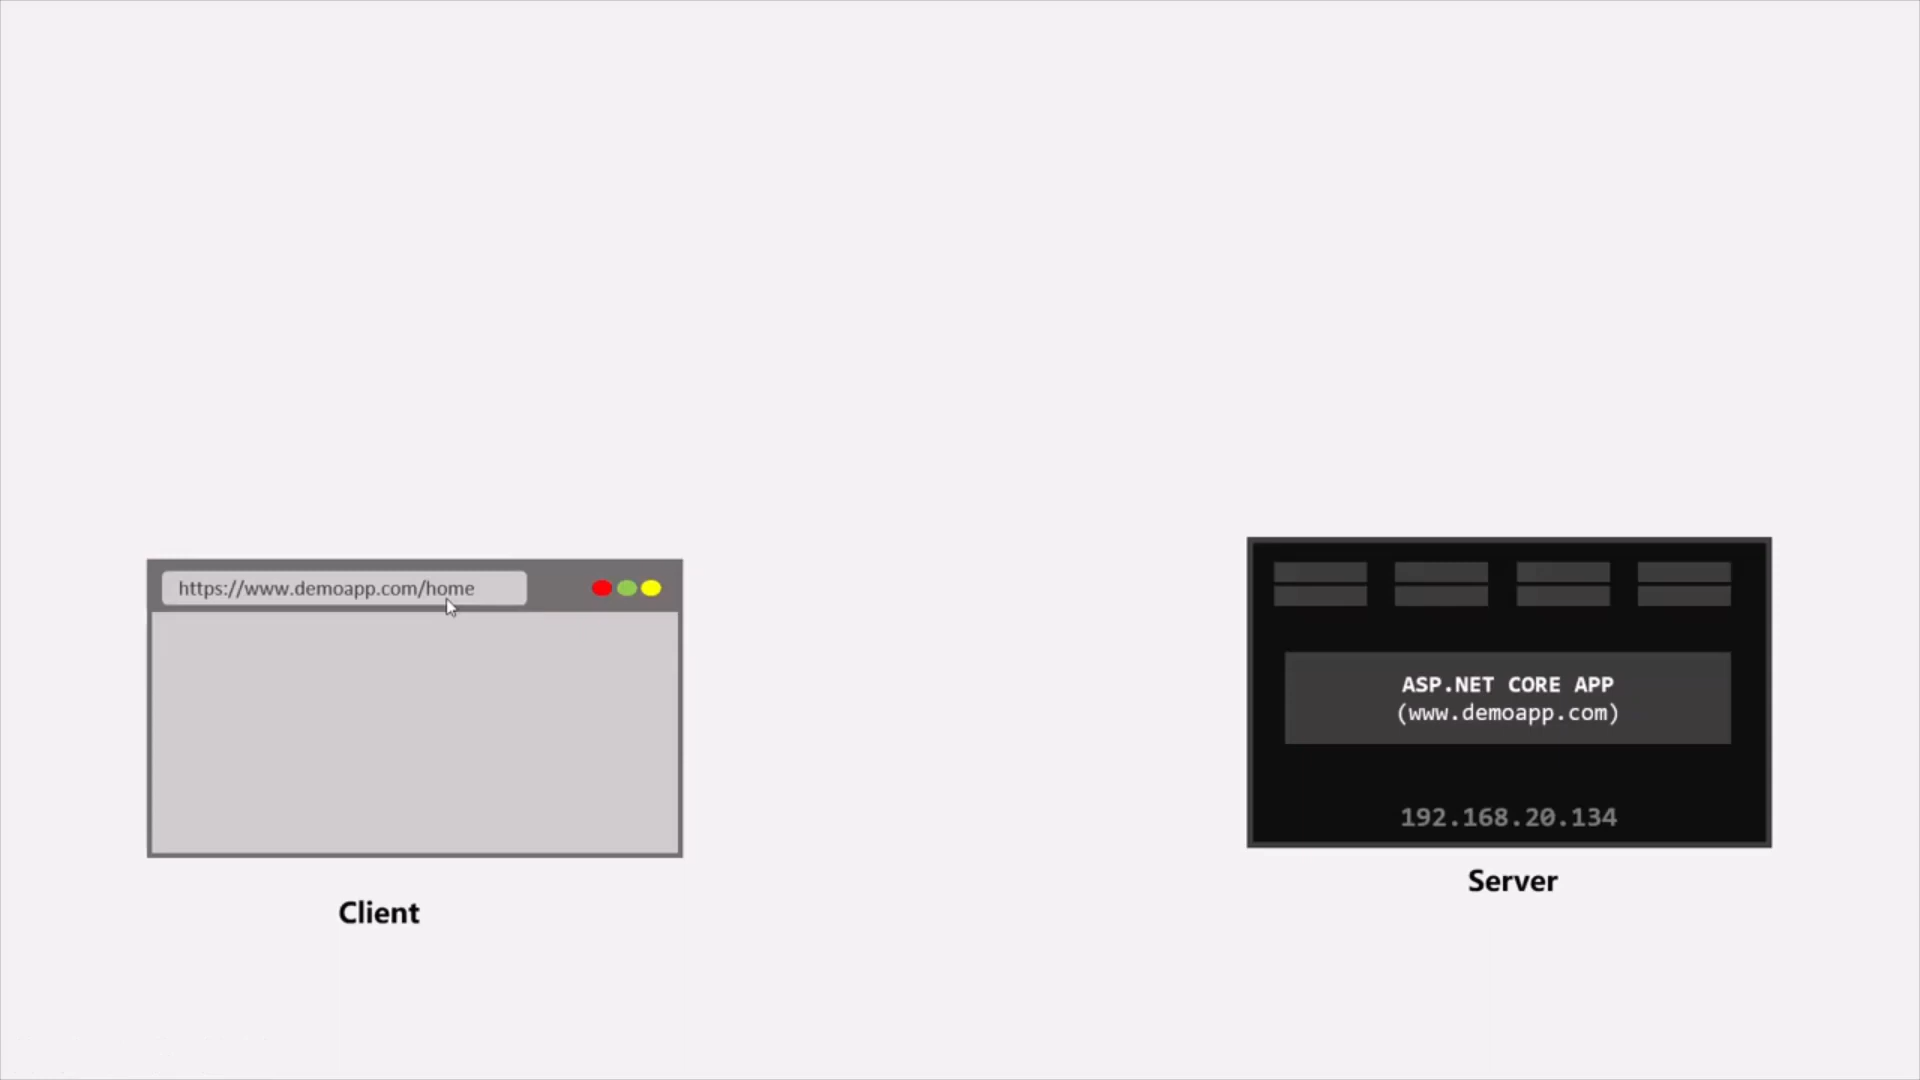 https://www.demoapp.com/home
Client
ASP.NET CORE APP
(www.demoapp.com)
192.168.20.134
Server